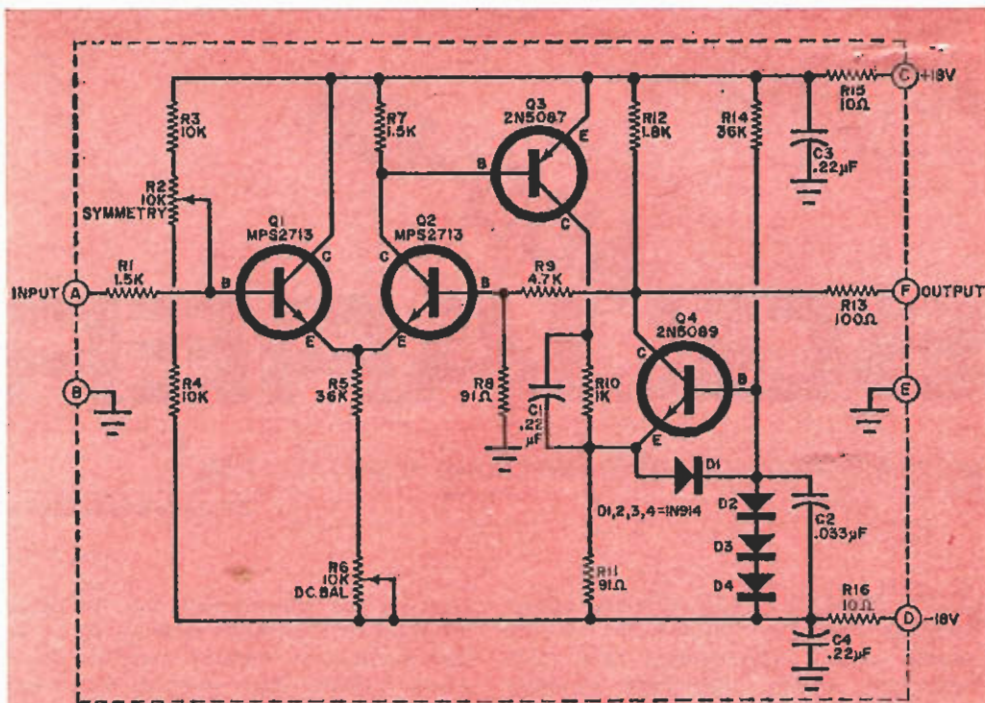 C +18V
R15
10Ω
R3
10K
R7
1.5K
Q3
2N5087
R12
1.8K
R14
36K
C3
.22µF
E
B
C
R2
10K
SYMMETRY
Q1
MPS2713
Q2
MPS2713
C
C
R9
4.7K
INPUT A
R1
1.5K
B
B
F OUTPUT
R13
100Ω
Q4
2N5089
C
E
E
B
R4
10K
B
R5
36K
R8
91Ω
C1
.22
µF
R10
1K
E
E
D1
D1,2,3,4=IN914
D2
C2
.033µF
D3
R6
10K
DC.BAL
R11
91Ω
D4
R16
10Ω
D -18V
C4
.22µF